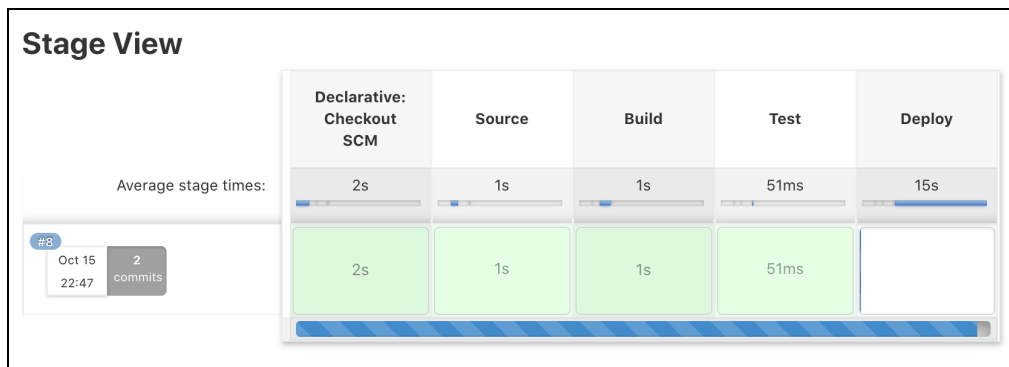 Stage View
Declarative:
Checkout
SCM
Source
Build
Test
Deploy
Average stage times:
2s
1s
1s
51ms
15s
#8
Oct 15
22:47
2
commits
2s
1s
1s
51ms